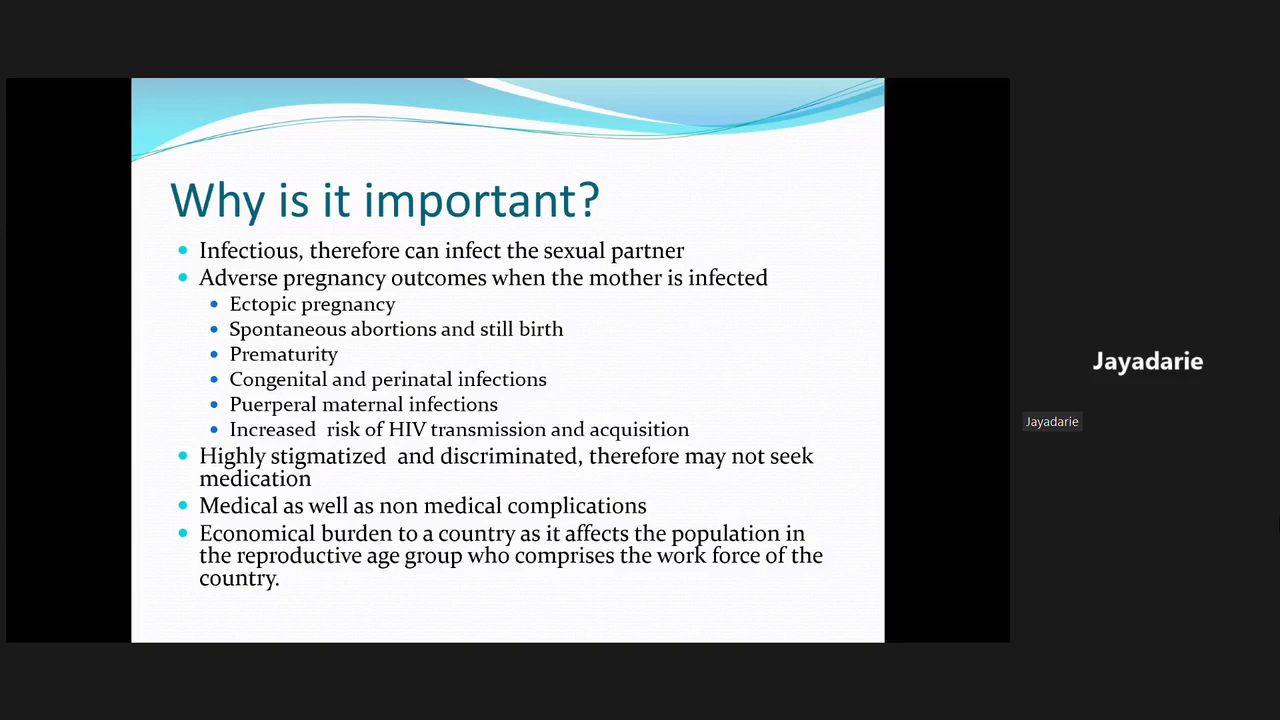 Why is it important?
Infectious, therefore can infect the sexual partner
Adverse pregnancy outcomes when the mother is infected
Ectopic pregnancy
Spontaneous abortions and still birth
Prematurity
Congenital and perinatal infections
Puerperal maternal infections
Increased  risk of HIV transmission and acquisition
Highly stigmatized  and discriminated, therefore may not seek
medication
Medical as well as non medical complications
Economical burden to a country as it affects the population in
the reproductive age group who comprises the work force of the
country.
Jayadarie
Jayadarie